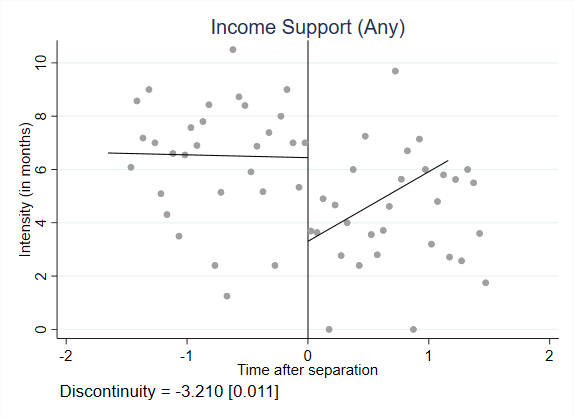 Income Support (Any)
Intensity (in months)
10
8
6
4
2
0
-2 -1 0 1 2
Time after separation
Discontinuity = -3.210 [0.011]